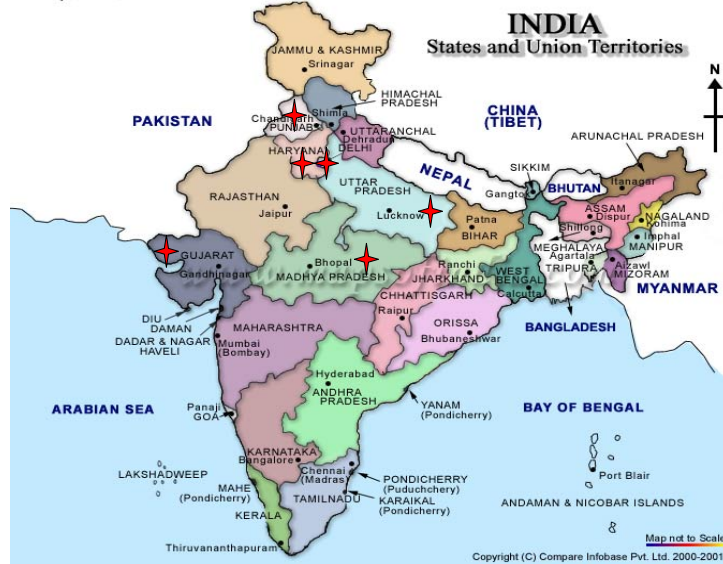 INDIA
States and Union Territories
N
JAMMU & KASHMIR
Srinagar
HIMACHAL
PRADESH
CHINA
(TIBET)
PAKISTAN
Shimla
PUNJAB
UTTARANCHAL
Dehradun
DELHI
HARYANA
ARUNACHAL PRADESH
NEPAL
SIKKIM
Gangtok
BHUTAN
Itanagar
RAJASTHAN
Jaipur
UTTAR
PRADESH
Lucknow
Patna
BIHAR
ASSAM
Dispur
NAGALAND
Kohima
Shillong
MEGHALAYA
Imphal
MANIPUR
Agartala
TRIPURA
Aizawl
MIZORAM
MYANMAR
GUJARAT
Gandhinagar
Bhopal
MADHYA PRADESH
Ranchi
JHARKHAND
WEST
BENGAL
Calcutta
CHHATTISGARH
Raipur
DIU
DAMAN
DADAR & NAGAR
HAVELI
MAHARASHTRA
Mumbai
(Bombay)
ORISSA
Bhubaneshwar
BANGLADESH
Hyderabad
ANDHRA
PRADESH
ARABIAN SEA
Panaji
GOA
YANAM
(Pondicherry)
BAY OF BENGAL
KARNATAKA
Bangalore
Chennai
(Madras)
LAKSHADWEEP
MAHE
(Pondicherry)
PONDICHERRY
(Puduchchery)
KARAIKAL
(Pondicherry)
TAMILNADU
KERALA
Port Blair
ANDAMAN & NICOBAR ISLANDS
Thiruvananthapuram
Map not to Scale
Copyright (C) Compare Infobase Pvt. Ltd. 2000-2001